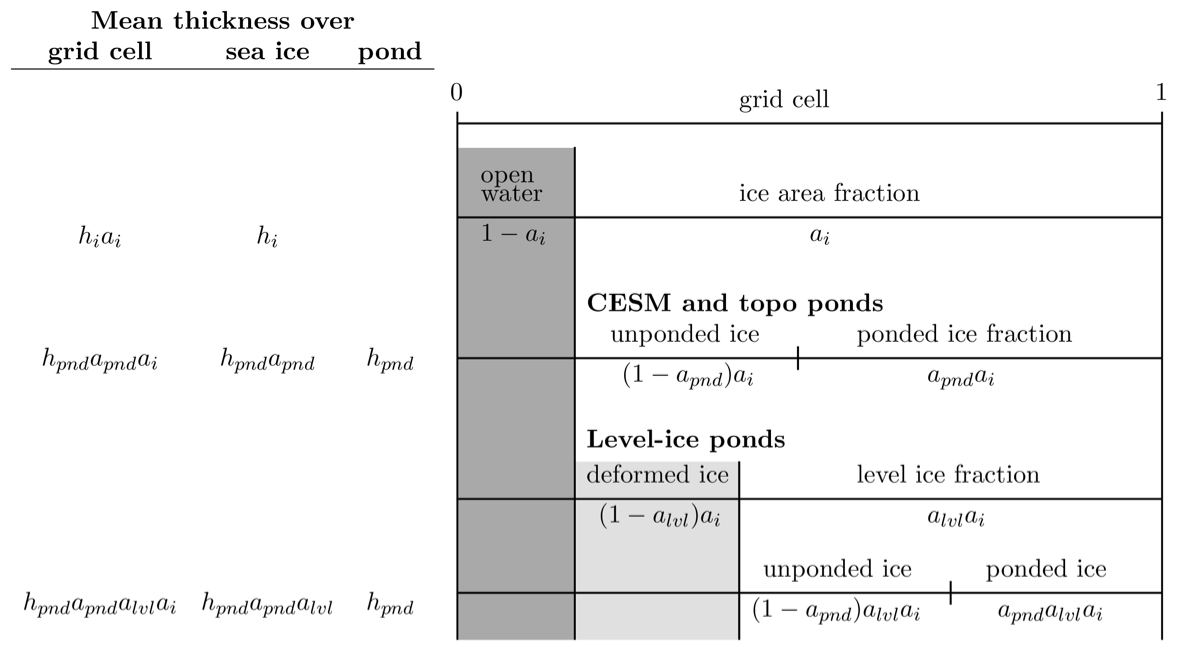 Mean thickness over
grid cell sea ice pond
0 grid cell 1
open
water ice area fraction
h_i a_i h_i 1 − a_i a_i
CESM and topo ponds
unponded ice ponded ice fraction
h_{pnd}a_{pnd}a_i h_{pnd}a_{pnd} h_{pnd} (1 − a_{pnd})a_i a_{pnd}a_i
Level-ice ponds
deformed ice level ice fraction
(1 − a_{lvl})a_i a_{lvl}a_i
unponded ice ponded ice
h_{pnd}a_{pnd}a_{lvl}a_i h_{pnd}a_{pnd}a_{lvl} h_{pnd} (1 − a_{pnd})a_{lvl}a_i a_{pnd}a_{lvl}a_i